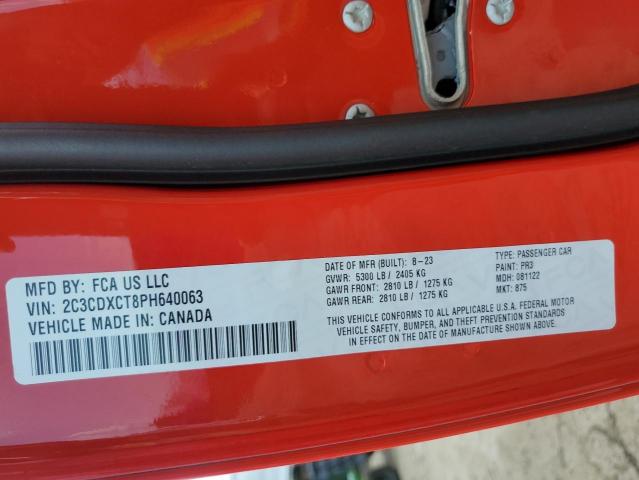 MFD BY: FCA US LLC
VIN: 2C3CDXCT8PH640063
VEHICLE MADE IN: CANADA
DATE OF MFR (BUILT): 8-23
GVWR: 5300 LB / 2405 KG
GAWR FRONT: 2810 LB / 1275 KG
GAWR REAR: 2810 LB / 1275 KG
TYPE: PASSENGER CAR
PAINT: PR3
MDH: 081122
MKT: 875
THIS VEHICLE CONFORMS TO ALL APPLICABLE U.S.A. FEDERAL MOTOR
VEHICLE SAFETY, BUMPER, AND THEFT PREVENTION STANDARDS
IN EFFECT ON THE DATE OF MANUFACTURE SHOWN ABOVE.